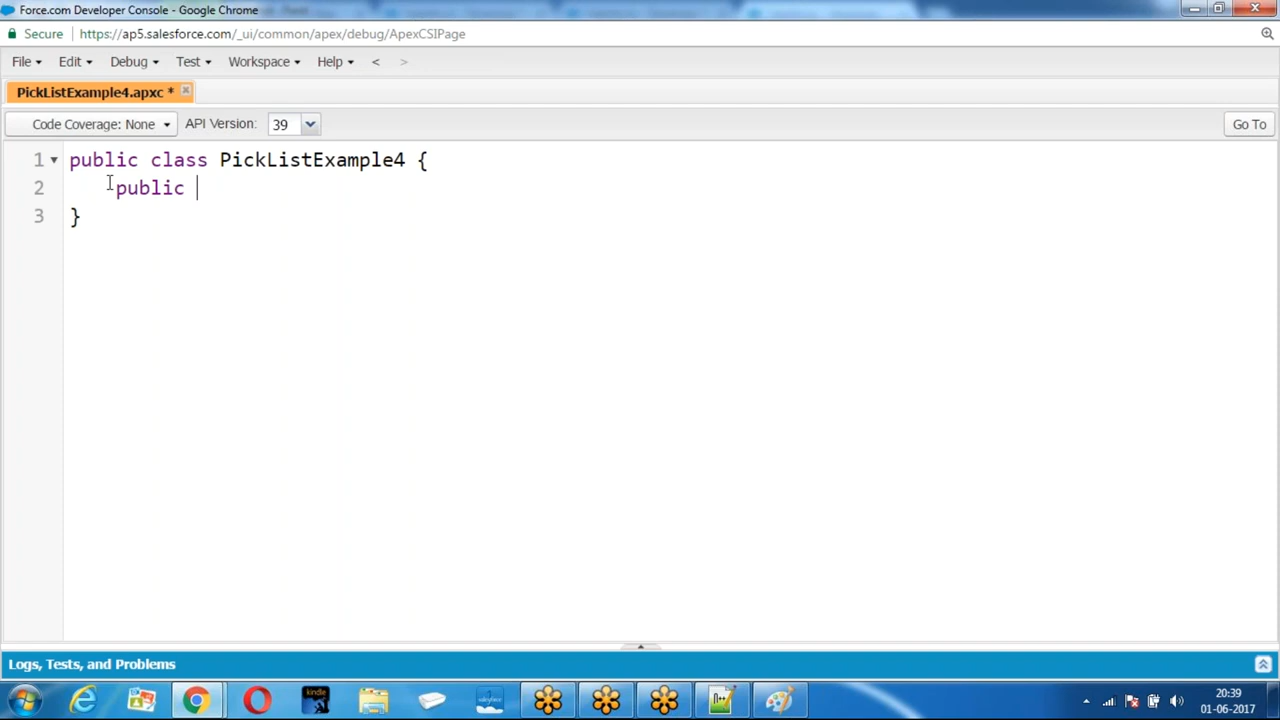 Force.com Developer Console - Google Chrome
Secure https://ap5.salesforce.com/_ui/common/apex/debug/ApexCSIPage
File Edit Debug Test Workspace Help < >
PickListExample4.apxc *
Code Coverage: None API Version: 39 Go To
1 public class PickListExample4 {
2 public
3 }
Logs, Tests, and Problems
kindle
20:39
01-06-2017